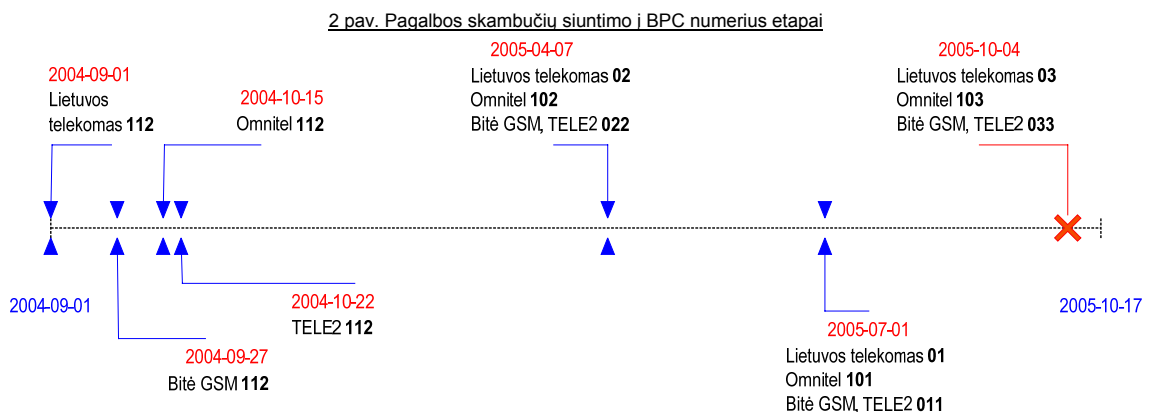 2 pav. Pagalbos skambučių siuntimo į BPC numerius etapai
2004-09-01
Lietuvos
telekomas 112
2004-10-15
Omnitel 112
2005-04-07
Lietuvos telekomas 02
Omnitel 102
Bitė GSM, TELE2 022
2005-10-04
Lietuvos telekomas 03
Omnitel 103
Bitė GSM, TELE2 033
2004-09-01
2004-10-22
TELE2 112
2004-09-27
Bitė GSM 112
2005-07-01
Lietuvos telekomas 01
Omnitel 101
Bitė GSM, TELE2 011
2005-10-17